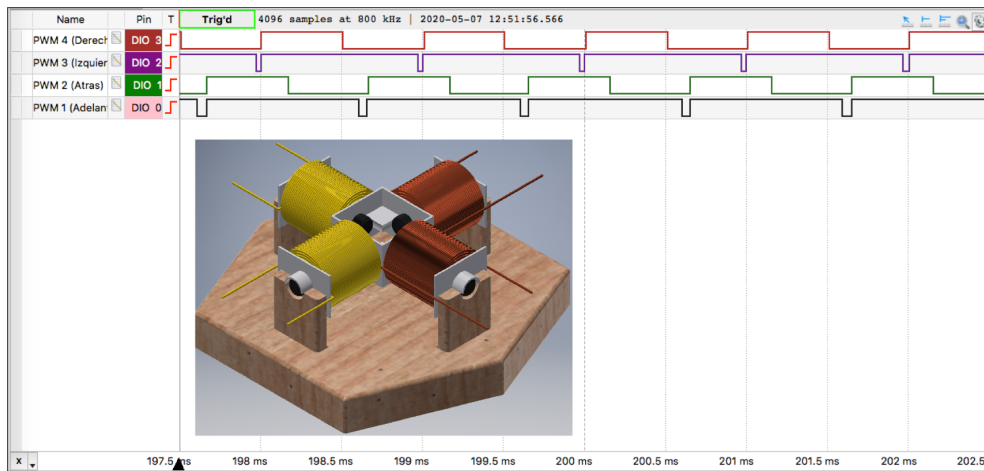 Name Pin T Trig'd 4096 samples at 800 kHz | 2020-05-07 12:51:56.566
PWM 4 (Derech DIO 3
PWM 3 (Izquier DIO 2
PWM 2 (Atras) DIO 1
PWM 1 (Adelan DIO 0
X 197.5 ms 198 ms 198.5 ms 199 ms 199.5 ms 200 ms 200.5 ms 201 ms 201.5 ms 202 ms 202.5